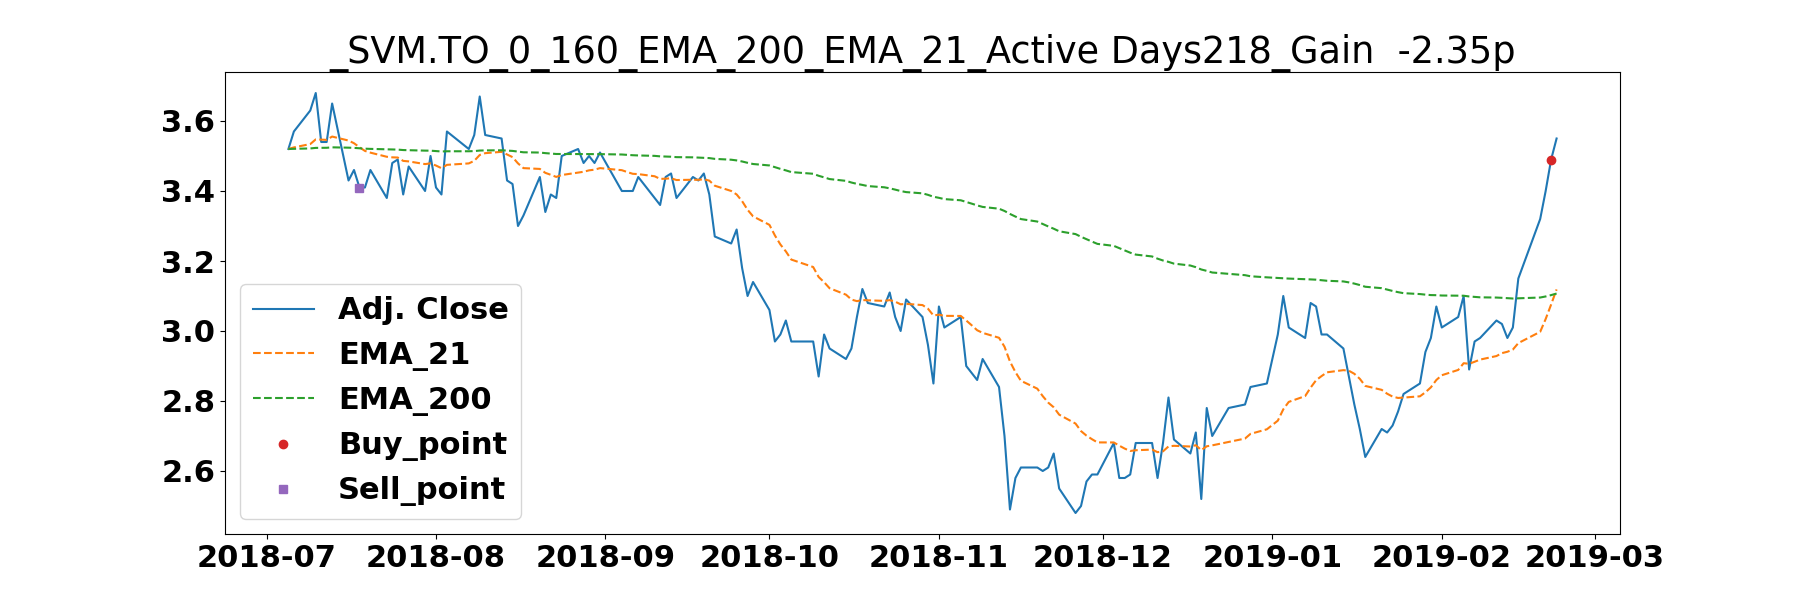 _SVM.TO_0_160_EMA_200_EMA_21_Active Days218_Gain  -2.35p
3.6
3.4
3.2
3.0
2.8
2.6
Adj. Close
EMA_21
EMA_200
Buy_point
Sell_point
2018-07 2018-08 2018-09 2018-10 2018-11 2018-12 2019-01 2019-02 2019-03